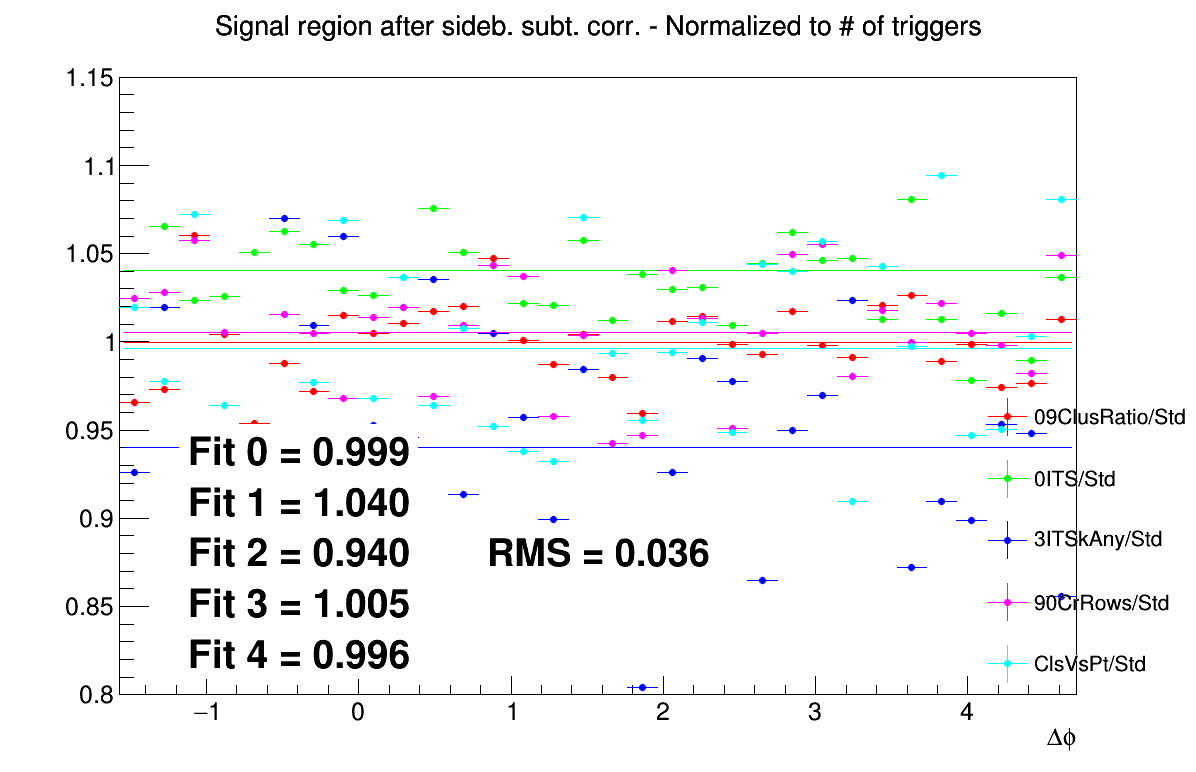 Signal region after sideb. subt. corr. - Normalized to # of triggers
1.15
1.1
1.05
1
0.95
0.9
0.85
0.8
Fit 0 = 0.999
Fit 1 = 1.040
Fit 2 = 0.940
Fit 3 = 1.005
Fit 4 = 0.996
RMS = 0.036
09ClusRatio/Std
0ITS/Std
3ITSkAny/Std
90CrRows/Std
ClsVsPt/Std
−1 0 1 2 3 4
Δϕ